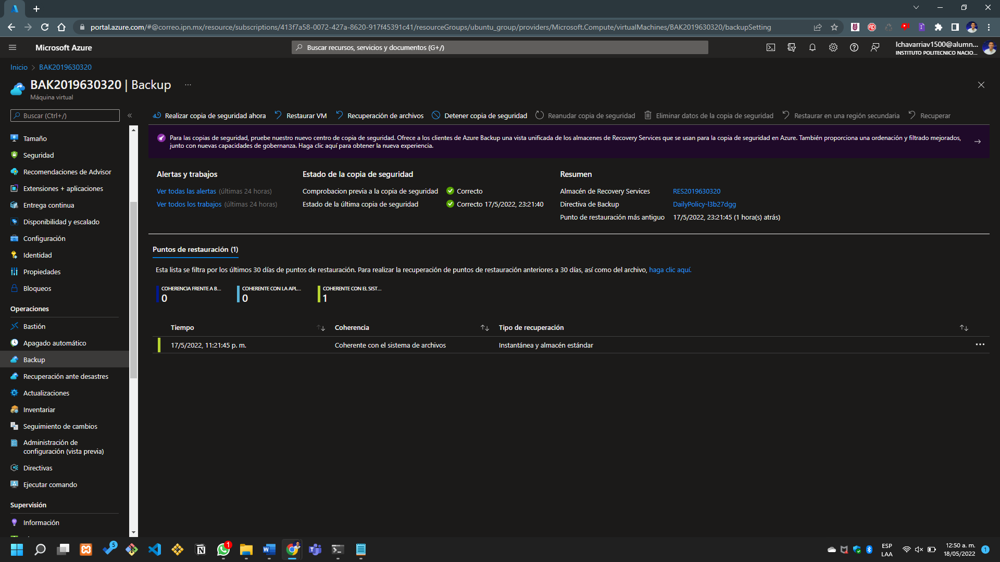 portal.azure.com/#@correo.ipn.mx/resource/subscriptions/413f7a58-0072-427a-8620-917f45391c41/resourceGroups/ubuntu_group/providers/Microsoft.Compute/virtualMachines/BAK2019630320/backupSetting
Microsoft Azure
Buscar recursos, servicios y documentos (G+/)
lchavarriav1500@alumn...
INSTITUTO POLITECNICO NACIO...
Inicio > BAK2019630320
BAK2019630320 | Backup ...
Máquina virtual
Buscar (Ctrl+/)
«
Tamaño
Seguridad
Recomendaciones de Advisor
Extensiones + aplicaciones
Entrega continua
Disponibilidad y escalado
Configuración
Identidad
Propiedades
Bloqueos
Operaciones
Bastión
Apagado automático
Backup
Recuperación ante desastres
Actualizaciones
Inventariar
Seguimiento de cambios
Administración de
configuración (vista previa)
Directivas
Ejecutar comando
Supervisión
Información
Realizar copia de seguridad ahora Restaurar VM Recuperación de archivos Detener copia de seguridad Reanudar copia de seguridad Eliminar datos de la copia de seguridad Restaurar en una región secundaria Recuperar
Para las copias de seguridad, pruebe nuestro nuevo centro de copia de seguridad. Ofrece a los clientes de Azure Backup una vista unificada de los almacenes de Recovery Services que se usan para la copia de seguridad en Azure. También proporciona una ordenación y filtrado mejorados,
junto con nuevas capacidades de gobernanza. Haga clic aquí para obtener la nueva experiencia.
Alertas y trabajos
Ver todas las alertas (últimas 24 horas)
Ver todos los trabajos (últimas 24 horas)
Estado de la copia de seguridad
Comprobacion previa a la copia de seguridad Correcto
Estado de la última copia de seguridad Correcto 17/5/2022, 23:21:40
Resumen
Almacén de Recovery Services RES2019630320
Directiva de Backup DailyPolicy-l3b27dgg
Punto de restauración más antiguo 17/5/2022, 23:21:45 (1 hora(s) atrás)
Puntos de restauración (1)
Esta lista se filtra por los últimos 30 días de puntos de restauración. Para realizar la recuperación de puntos de restauración anteriores a 30 días, así como del archivo, haga clic aquí.
COHERENCIA FRENTE A B...
0
COHERENTE CON LA APL...
0
COHERENTE CON EL SIST...
1
Tiempo Coherencia Tipo de recuperación
17/5/2022, 11:21:45 p. m. Coherente con el sistema de archivos Instantánea y almacén estándar
5
1
ESP
LAA
12:50 a. m.
18/05/2022
1